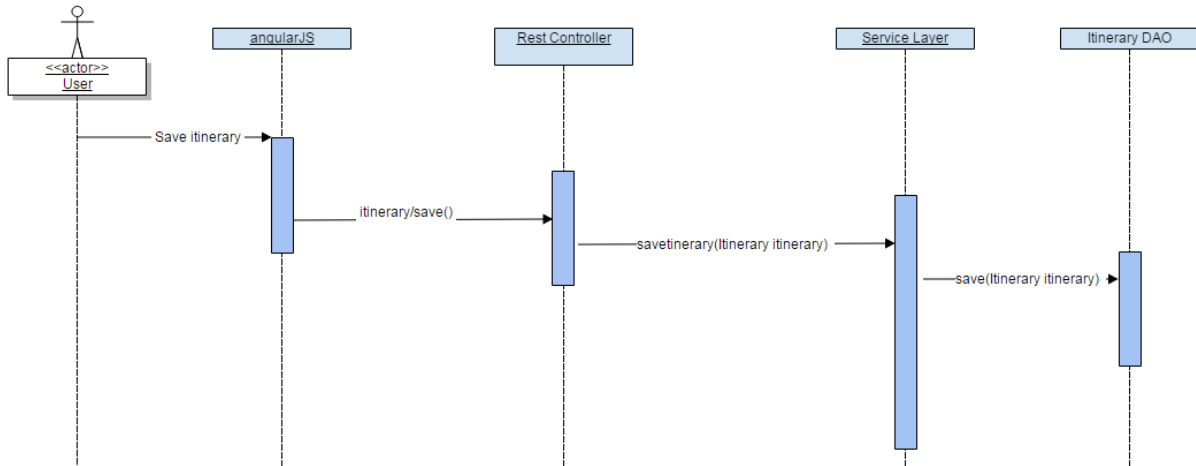 angularJS
Rest Controller
Service Layer
Itinerary DAO
<<actor>>
User
Save itinerary
itinerary/save()
savetinerary(Itinerary itinerary)
save(Itinerary itinerary)